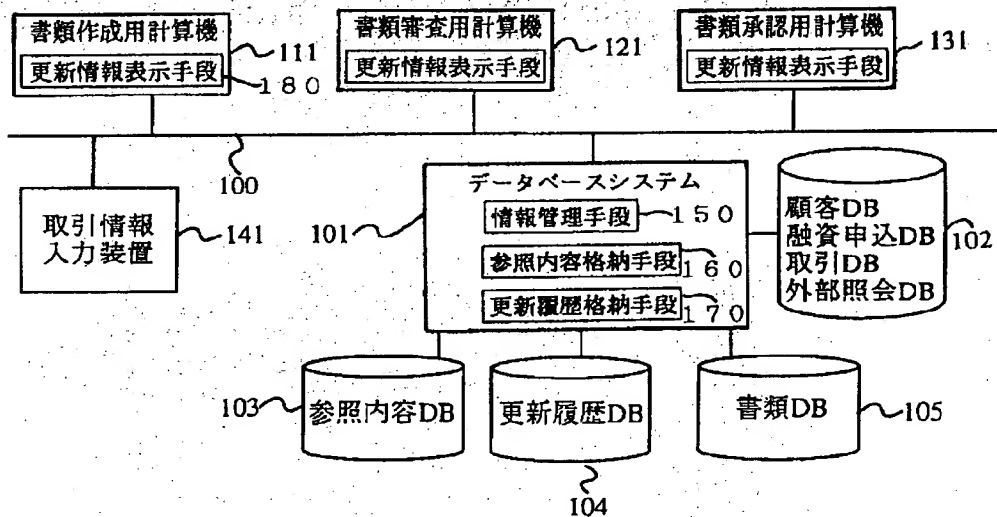 書類作成用計算機
更新情報表示手段
111
180
書類審査用計算機
更新情報表示手段
121
書類承認用計算機
更新情報表示手段
131
100
取引情報
入力装置
141
101
データベースシステム
情報管理手段
150
参照内容格納手段
160
更新履歴格納手段
170
顧客DB
融資申込DB
取引DB
外部照会DB
102
103
参照内容DB
更新履歴DB
104
書類DB
105